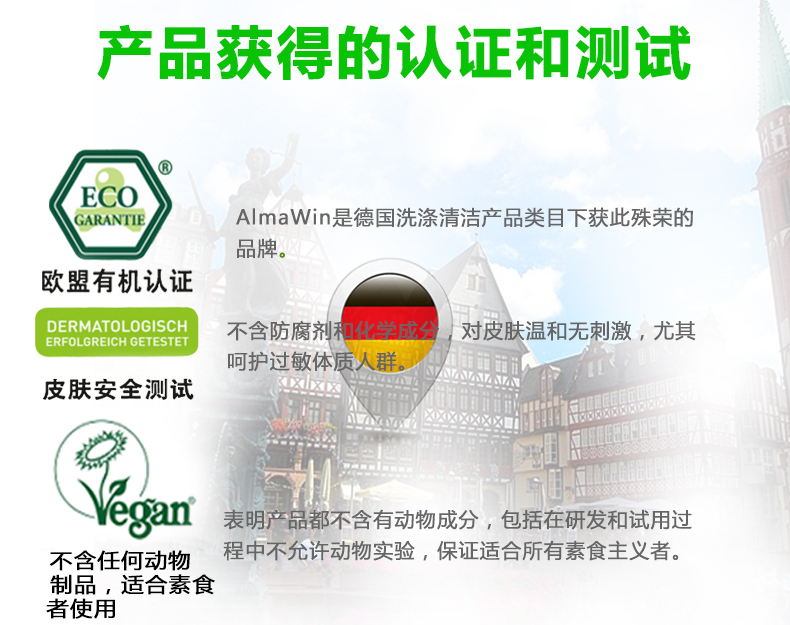 产品获得的认证和测试
ECO
GARANTIE
®
欧盟有机认证
AlmaWin是德国洗涤清洁产品类目下获此殊荣的
品牌。
DERMATOLOGISCH
ERFOLGREICH GETESTET
皮肤安全测试
不含防腐剂和化学成分，对皮肤温和无刺激，尤其
呵护过敏体质人群。
Vegan®
不含任何动物
制品，适合素食
者使用
表明产品都不含有动物成分，包括在研发和试用过
程中不允许动物实验，保证适合所有素食主义者。